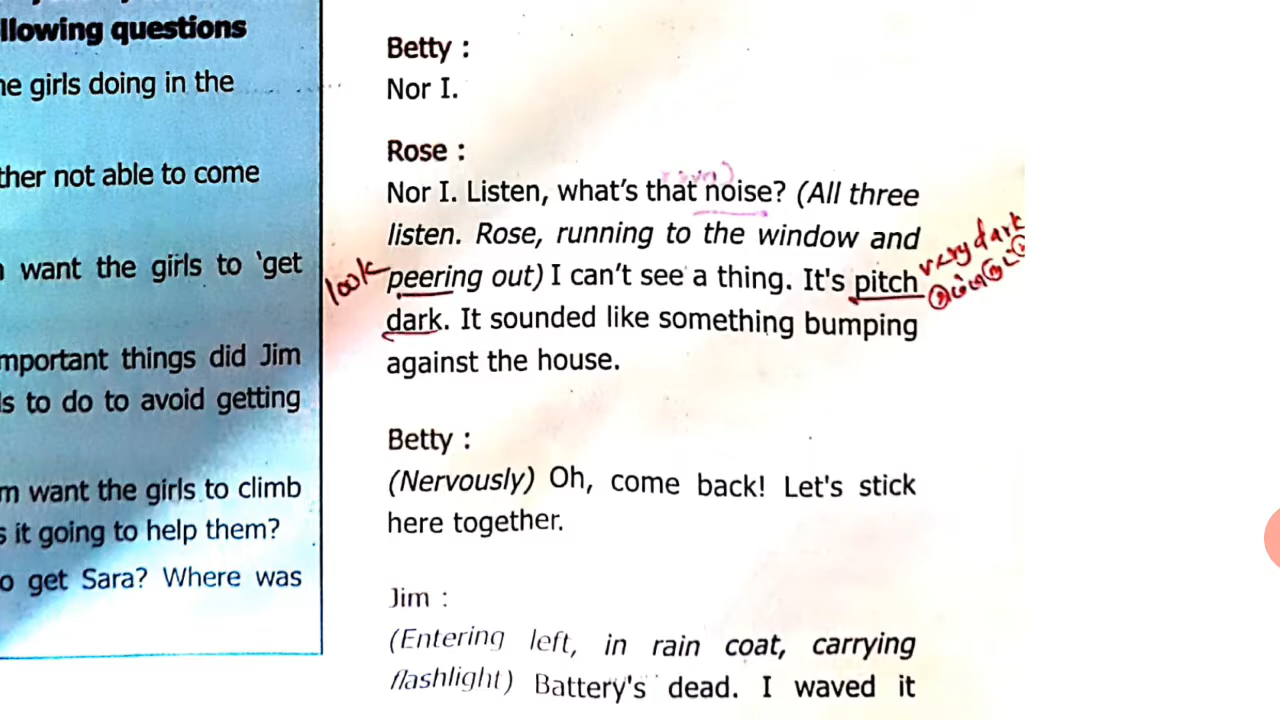 llowing questions
he girls doing in the
ther not able to come
want the girls to 'get
mportant things did Jim
ls to do to avoid getting
m want the girls to climb
s it going to help them?
o get Sara? Where was
Betty :
Nor I.
Rose :
Nor I. Listen, what's that noise? (All three
listen. Rose, running to the window and
look
peering out) I can't see a thing. It's pitch
very dark
dark. It sounded like something bumping
against the house.
Betty :
(Nervously) Oh, come back! Let's stick
here together.
Jim :
(Entering left, in rain coat, carrying
flashlight) Battery's dead. I waved it